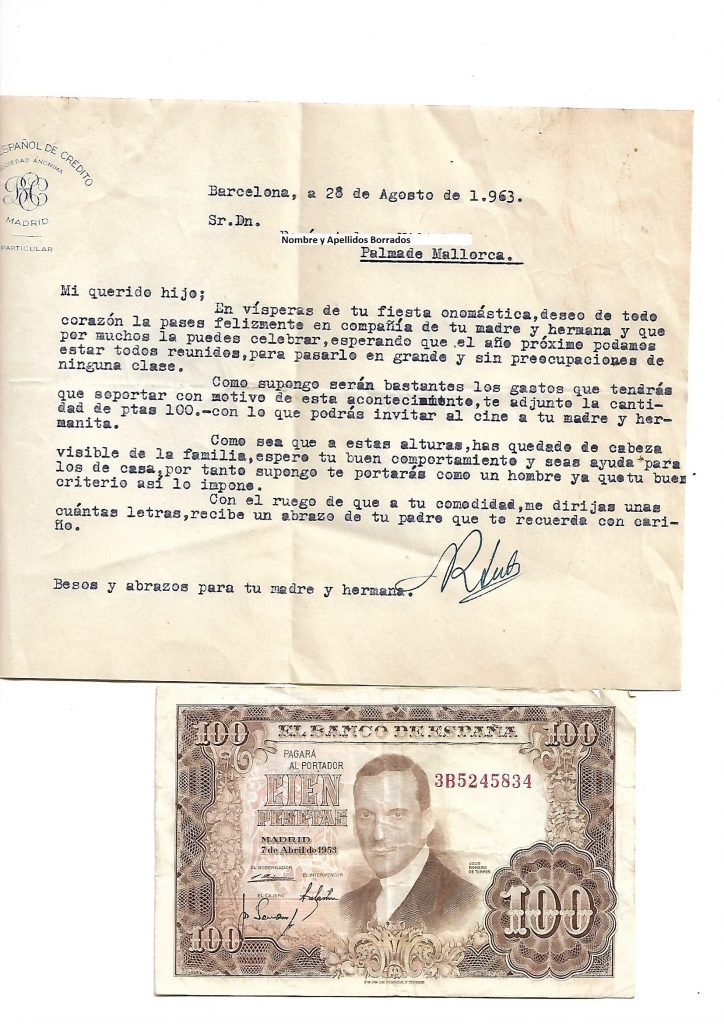 ESPAÑOL DE CREDITO
SOCIEDAD ANONIMA
MADRID
PARTICULAR
Barcelona, a 28 de Agosto de 1.963.
Sr.Dn.
Nombre y Apellidos Borrados
Palmade Mallorca.
Mi querido hijo;
En vísperas de tu fiesta onomástica,deseo de todo
corazón la pases felizmente en compañía de tu madre y hermana y que
por muchos la puedes celebrar,esperando que el año próximo podamos
estar todos reunidos,para pasarlo en grande y sin preocupaciones de
ninguna clase.
Como supongo serán bastantes los gastos que tendrás
que soportar con motivo de esta acontecimento,te adjunto la canti-
dad de ptas 100.-con lo que podrás invitar al cine a tu madre y her-
manita.
Como sea que a estas alturas,has quedado de cabeza
visible de la familia,espero tu buen comportamiento y seas ayuda para
los de casa,por tanto supongo te portarás como un hombre ya quetu buen
criterio así lo impone.
Con el ruego de que a tu comodidad,me dirijas unas
cuántas letras,recibe un abrazo de tu padre que te recuerda con cari-
ño.
Besos y abrazos para tu madre y hermana.
100 EL BANCO DE ESPAÑA 100
PAGARÁ
AL PORTADOR
CIEN
PESETAS
3B5245834
MADRID
7 de Abril de 1953
EL GOBERNADOR
EL INTERVENTOR
EL CAJERO
JULIO
ROMERO
DE TORRES
100
100